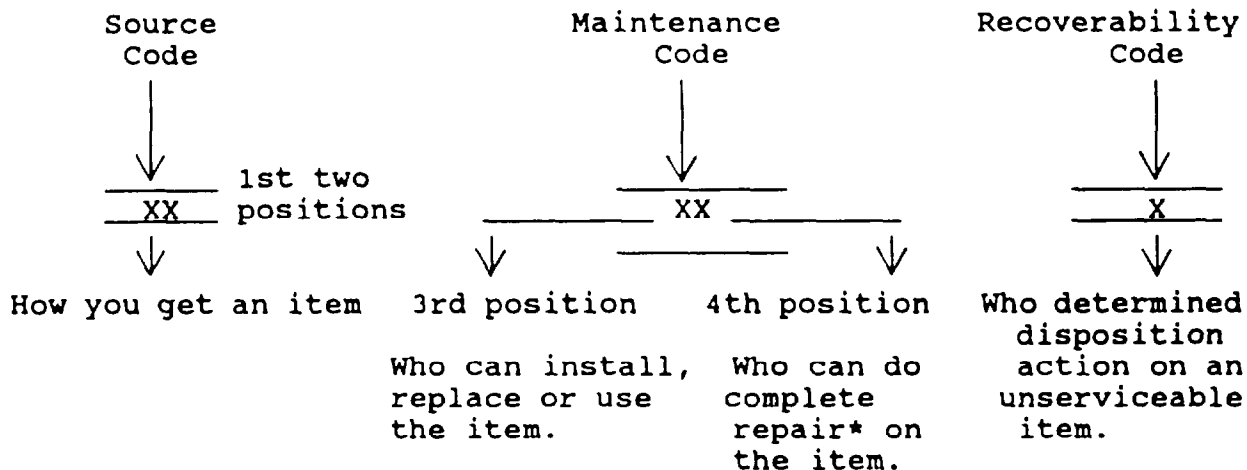 Source Code
Maintenance Code
Recoverability Code
XX
1st two positions
XX
X
How you get an item
3rd position
4th position
Who determined
disposition
action on an
unserviceable
item.
Who can install,
replace or use
the item.
Who can do
complete
repair* on
the item.